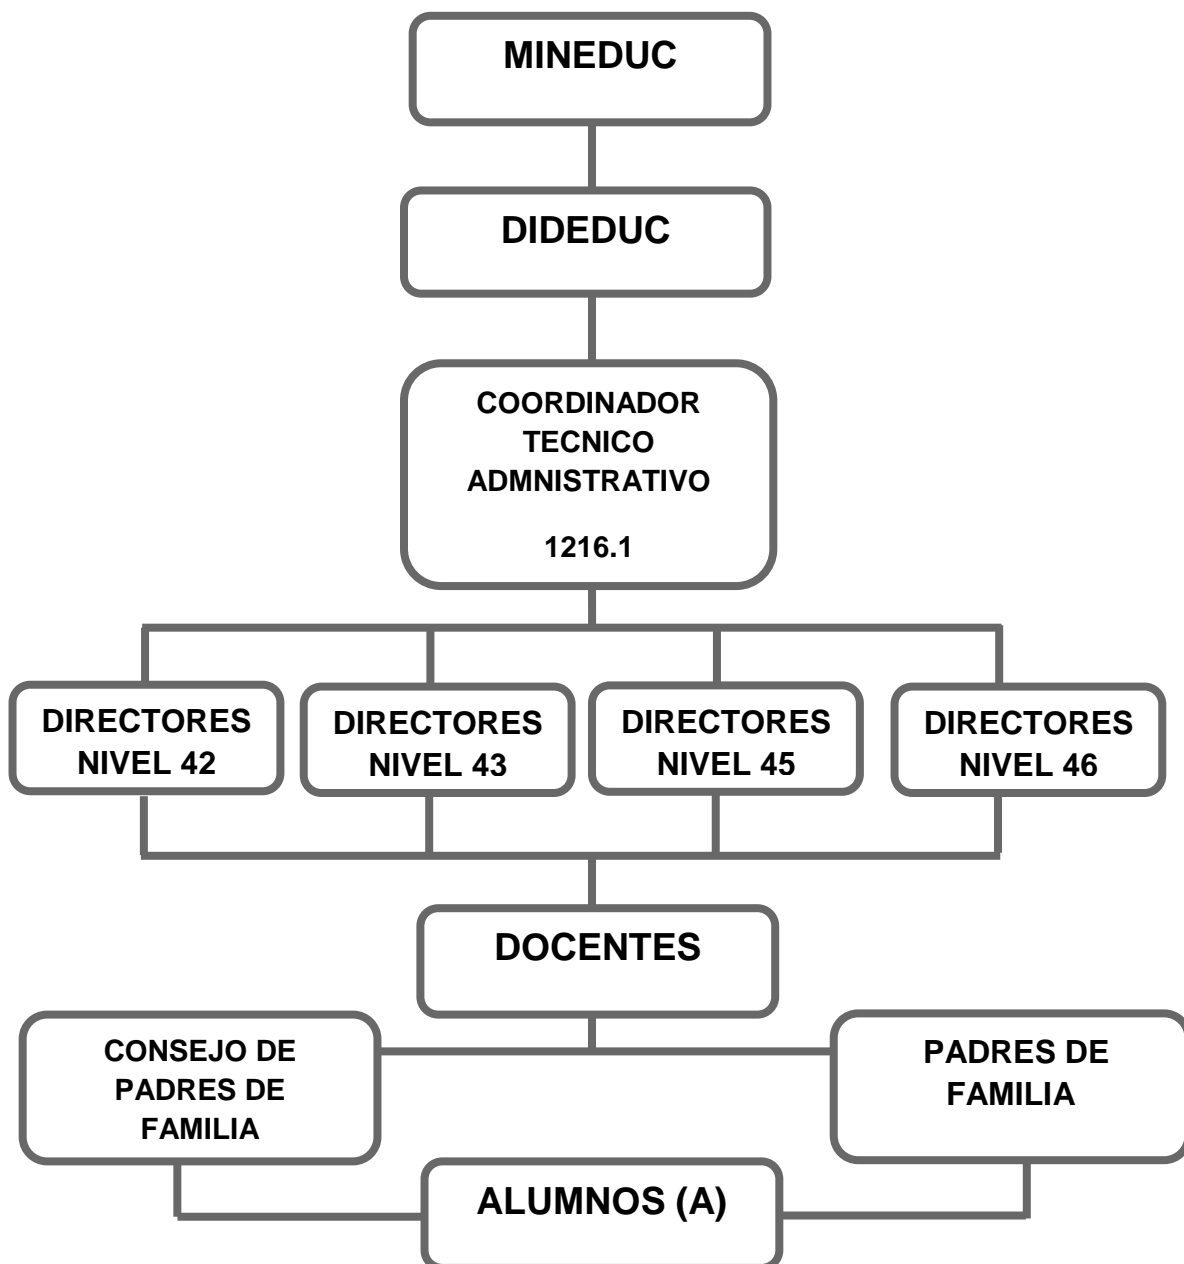 MINEDUC
DIDEDUC
COORDINADOR
TECNICO
ADMNISTRATIVO
1216.1
DIRECTORES
NIVEL 42
DIRECTORES
NIVEL 43
DIRECTORES
NIVEL 45
DIRECTORES
NIVEL 46
DOCENTES
CONSEJO DE
PADRES DE
FAMILIA
PADRES DE
FAMILIA
ALUMNOS (A)